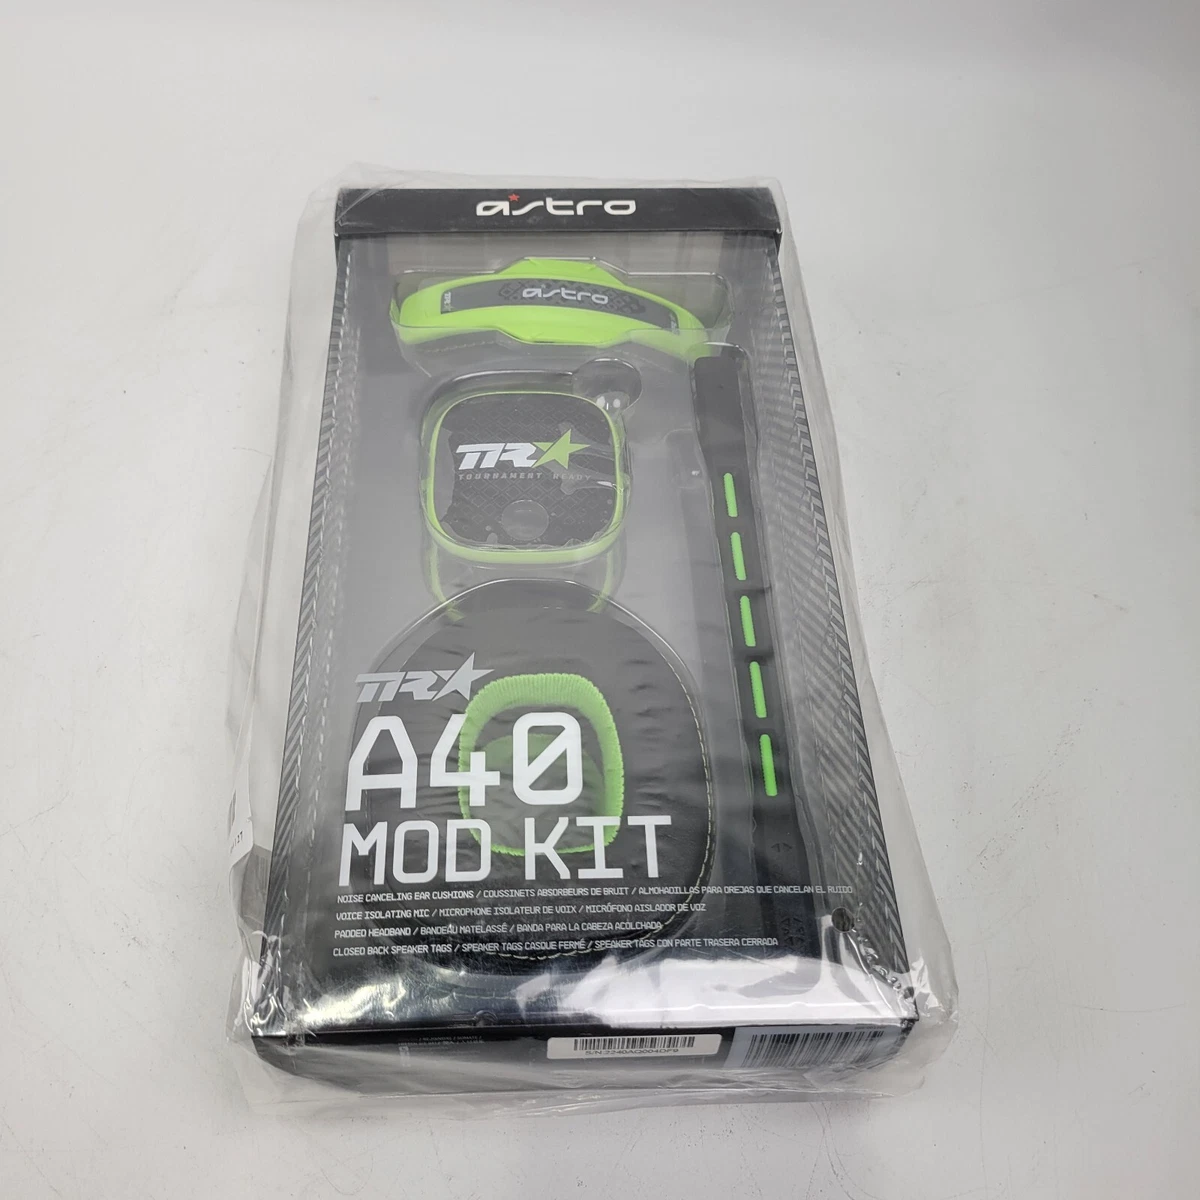 astro
astro
TR
TOURNAMENT READY
TR
A40
MOD KIT
NOISE CANCELING EAR CUSHIONS / COUSSINETS ABSORBEURS DE BRUIT / ALMOHADILLAS PARA OREJAS QUE CANCELAN EL RUIDO
VOICE ISOLATING MIC / MICROPHONE ISOLATEUR DE VOIX / MICRÓFONO AISLADOR DE VOZ
PADDED HEADBAND / BANDEAU MATELASSÉ / BANDA PARA LA CABEZA ACOLCHADA
CLOSED BACK SPEAKER TAGS / SPEAKER TAGS CASQUE FERMÉ / SPEAKER TAGS CON PARTE TRASERA CERRADA